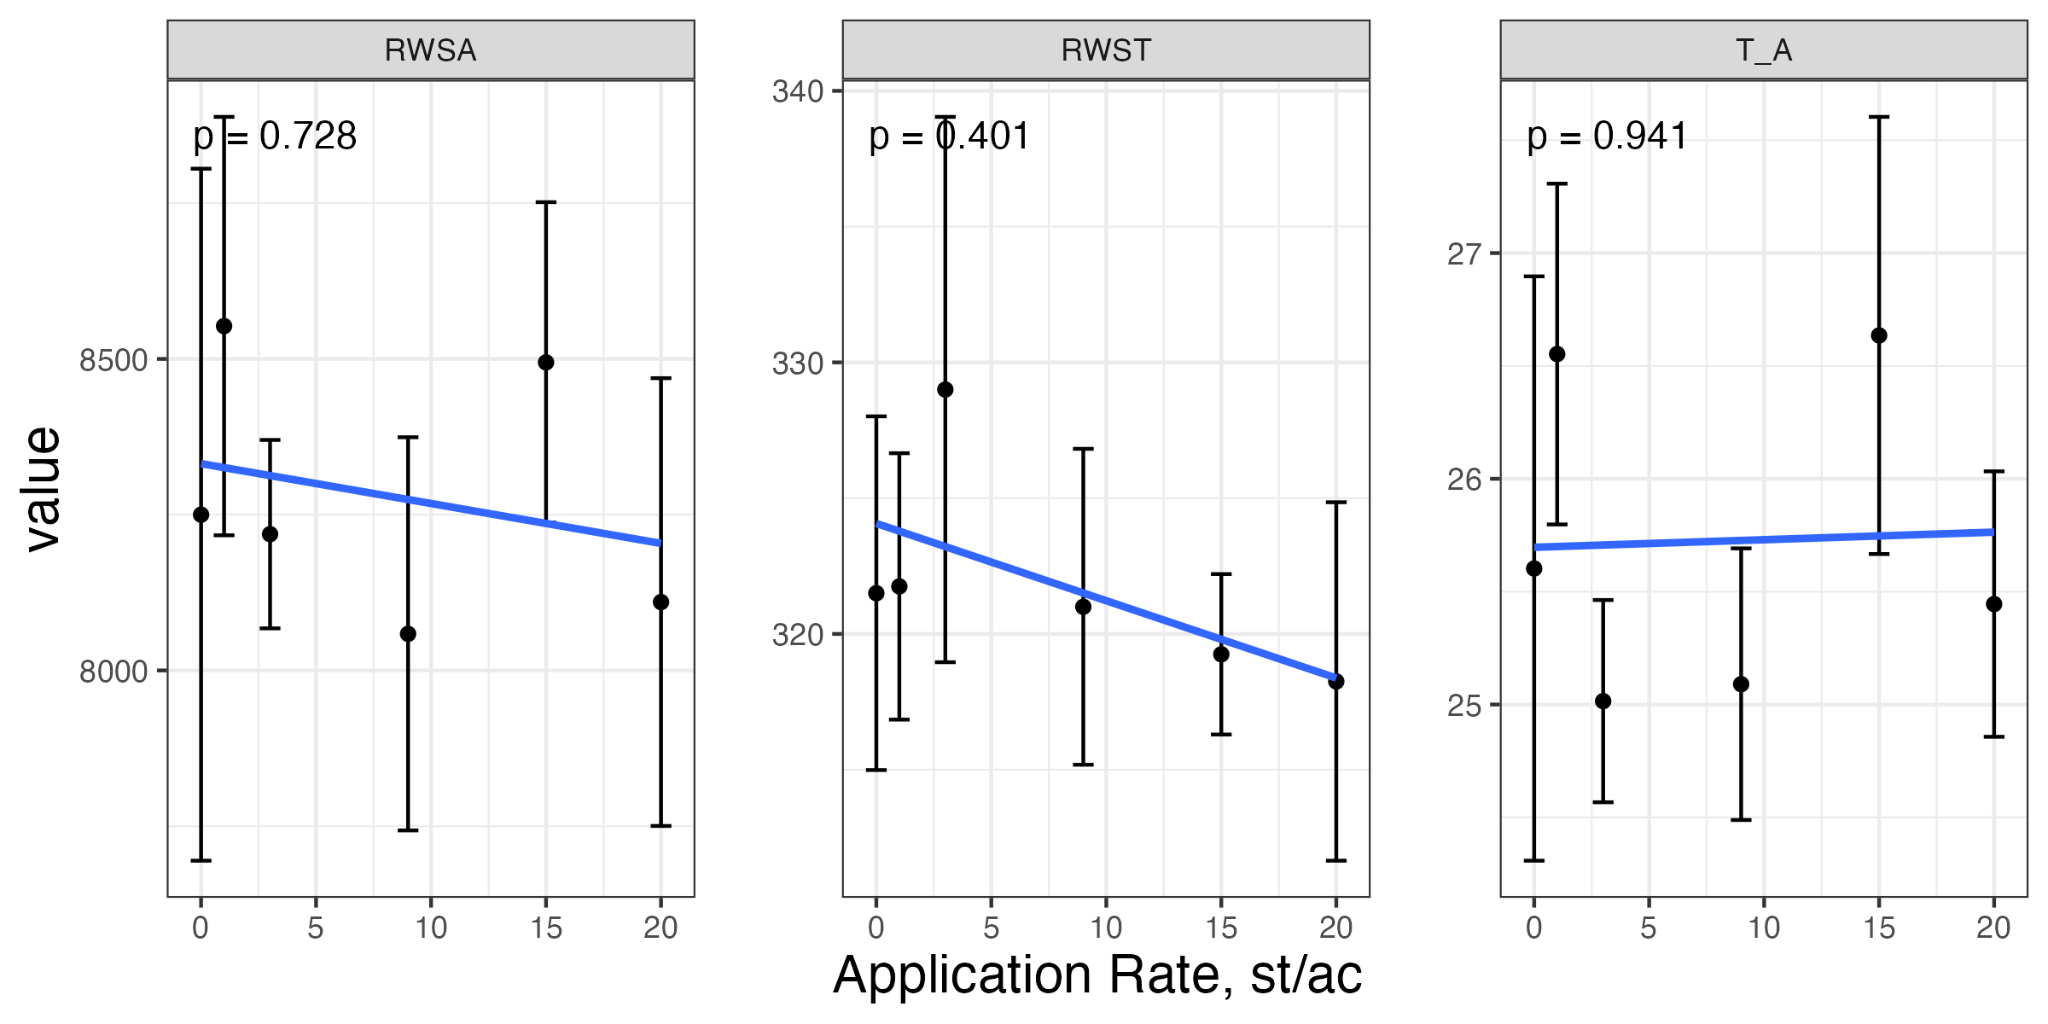 RWSA
RWST
T_A
p = 0.728
p = 0.401
p = 0.941
value
8500
8000
340
330
320
27
26
25
0 5 10 15 20
0 5 10 15 20
0 5 10 15 20
Application Rate, st/ac